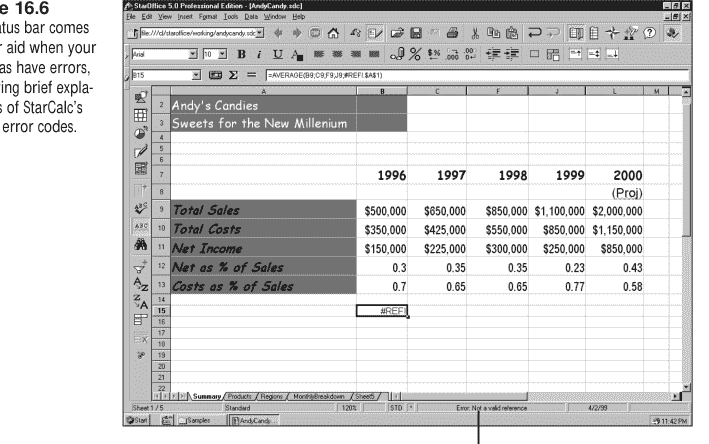 e 16.6
atus bar comes
r aid when your
as have errors,
ing brief expla-
s of StarCalc's
error codes.
StarOffice 5.0 Professional Edition - [AndyCandy.sdc]
File Edit View Insert Format Tools Data Window Help
file:///d/staroffice/working/andycandy.sdc
Arial 10 B i U A
B15 Σ = =AVERAGE(B9;C9;F9;J9;#REF!.$A$1)
A B C F J L M
2 Andy's Candies
3 Sweets for the New Millenium
4
5
6
7 1996 1997 1998 1999 2000
8 (Proj)
9 Total Sales $500,000 $650,000 $850,000 $1,100,000 $2,000,000
10 Total Costs $350,000 $425,000 $550,000 $850,000 $1,150,000
11 Net Income $150,000 $225,000 $300,000 $250,000 $850,000
12 Net as % of Sales 0.3 0.35 0.35 0.23 0.43
13 Costs as % of Sales 0.7 0.65 0.65 0.77 0.58
14
15 #REF!
16
17
18
19
20
21
22
Summary Products Regions MonthlyBreakdown Sheet5
Sheet 1 / 5 Standard 120% STD * Error: Not a valid reference 4/2/99
Start Samples AndyCandy... 11:42 PM